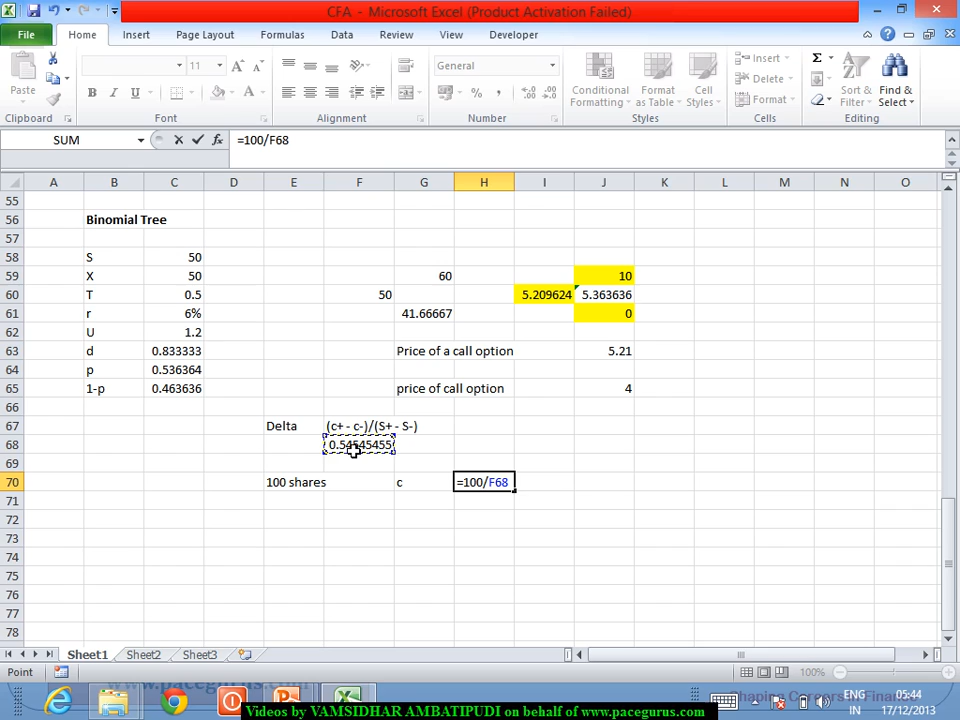 CFA - Microsoft Excel (Product Activation Failed)
File Home Insert Page Layout Formulas Data Review View Developer
Paste
Clipboard
11
B I U
A
Font
Alignment
General
% ,
Number
Conditional Formatting
Format as Table
Cell Styles
Styles
Insert
Delete
Format
Cells
Σ
Sort & Filter
Find & Select
Editing
SUM fx =100/F68
A B C D E F G H I J K L M N O
55
56 Binomial Tree
57
58 S 50
59 X 50 60 10
60 T 0.5 50 5.209624 5.363636
61 r 6% 41.66667 0
62 U 1.2
63 d 0.833333 Price of a call option 5.21
64 p 0.536364
65 1-p 0.463636 price of call option 4
66
67 Delta (c+ - c-)/(S+ - S-)
68 0.54545455
69
70 100 shares c =100/F68
71
72
73
74
75
76
77
78
Sheet1 Sheet2 Sheet3
Point 100%
www.pacegurus.com
Shaping Careers in Finance
ENG
IN
05:44
17/12/2013
Videos by VAMSIDHAR AMBATIPUDI on behalf of www.pacegurus.com